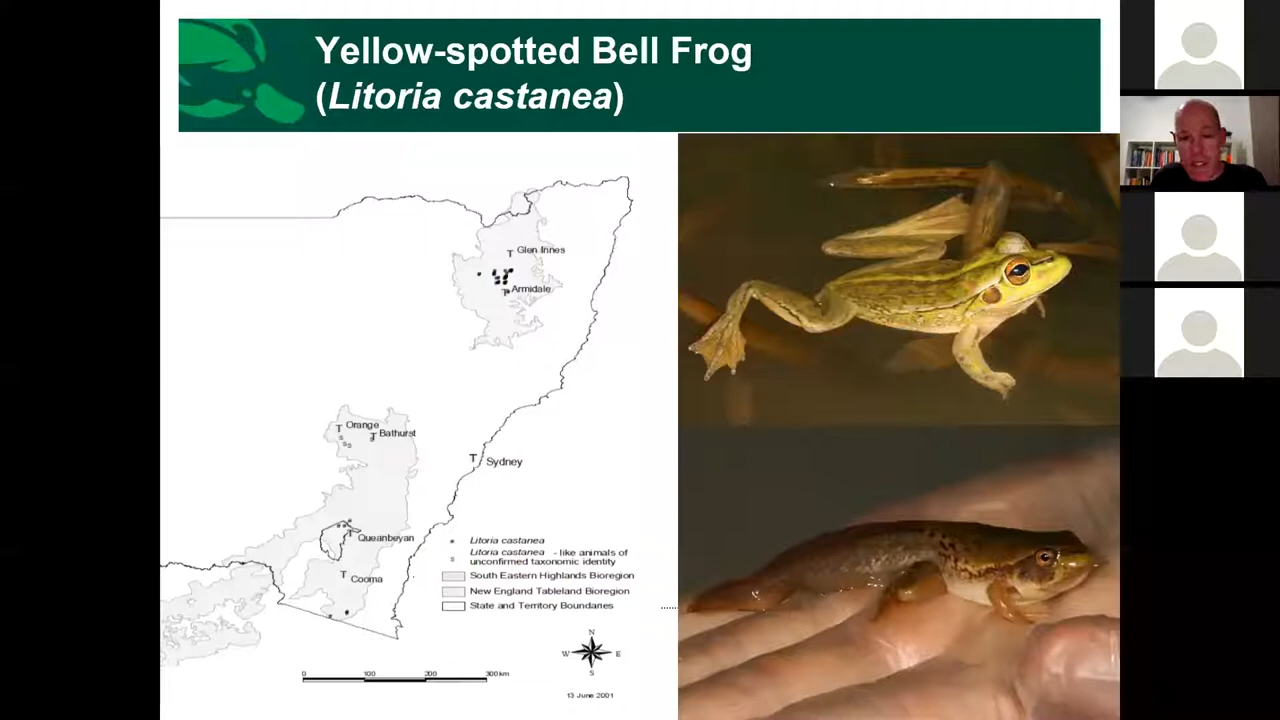 Yellow-spotted Bell Frog
(Litoria castanea)
Glen Innes
Armidale
Orange
Bathurst
Sydney
Queanbeyan
Cooma
Litoria castanea
Litoria castanea - like animals of
unconfirmed taxonomic identity
South Eastern Highlands Bioregion
New England Tableland Bioregion
State and Territory Boundaries
N
W E
S
0 100 200 300 km
13 June 2001